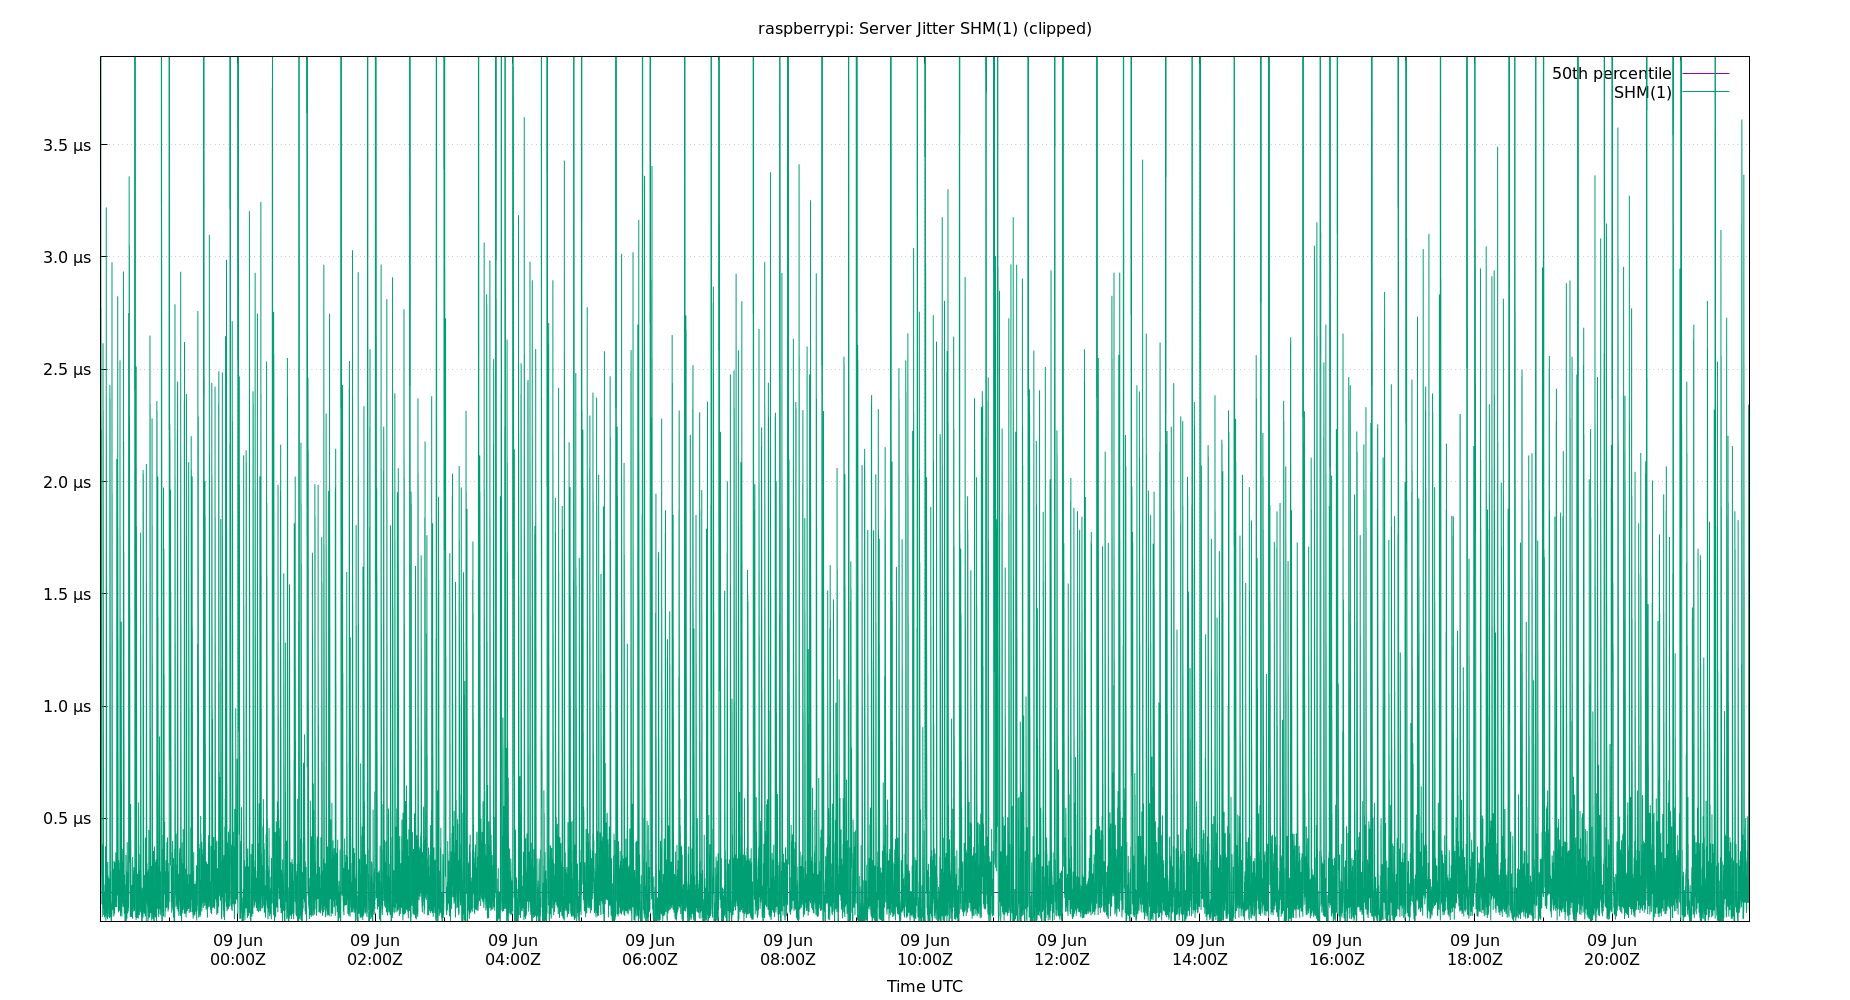 raspberrypi: Server Jitter SHM(1) (clipped)
50th percentile
SHM(1)
3.5 µs
3.0 µs
2.5 µs
2.0 µs
1.5 µs
1.0 µs
0.5 µs
09 Jun 09 Jun 09 Jun 09 Jun 09 Jun 09 Jun 09 Jun 09 Jun 09 Jun 09 Jun 09 Jun
00:00Z 02:00Z 04:00Z 06:00Z 08:00Z 10:00Z 12:00Z 14:00Z 16:00Z 18:00Z 20:00Z
Time UTC